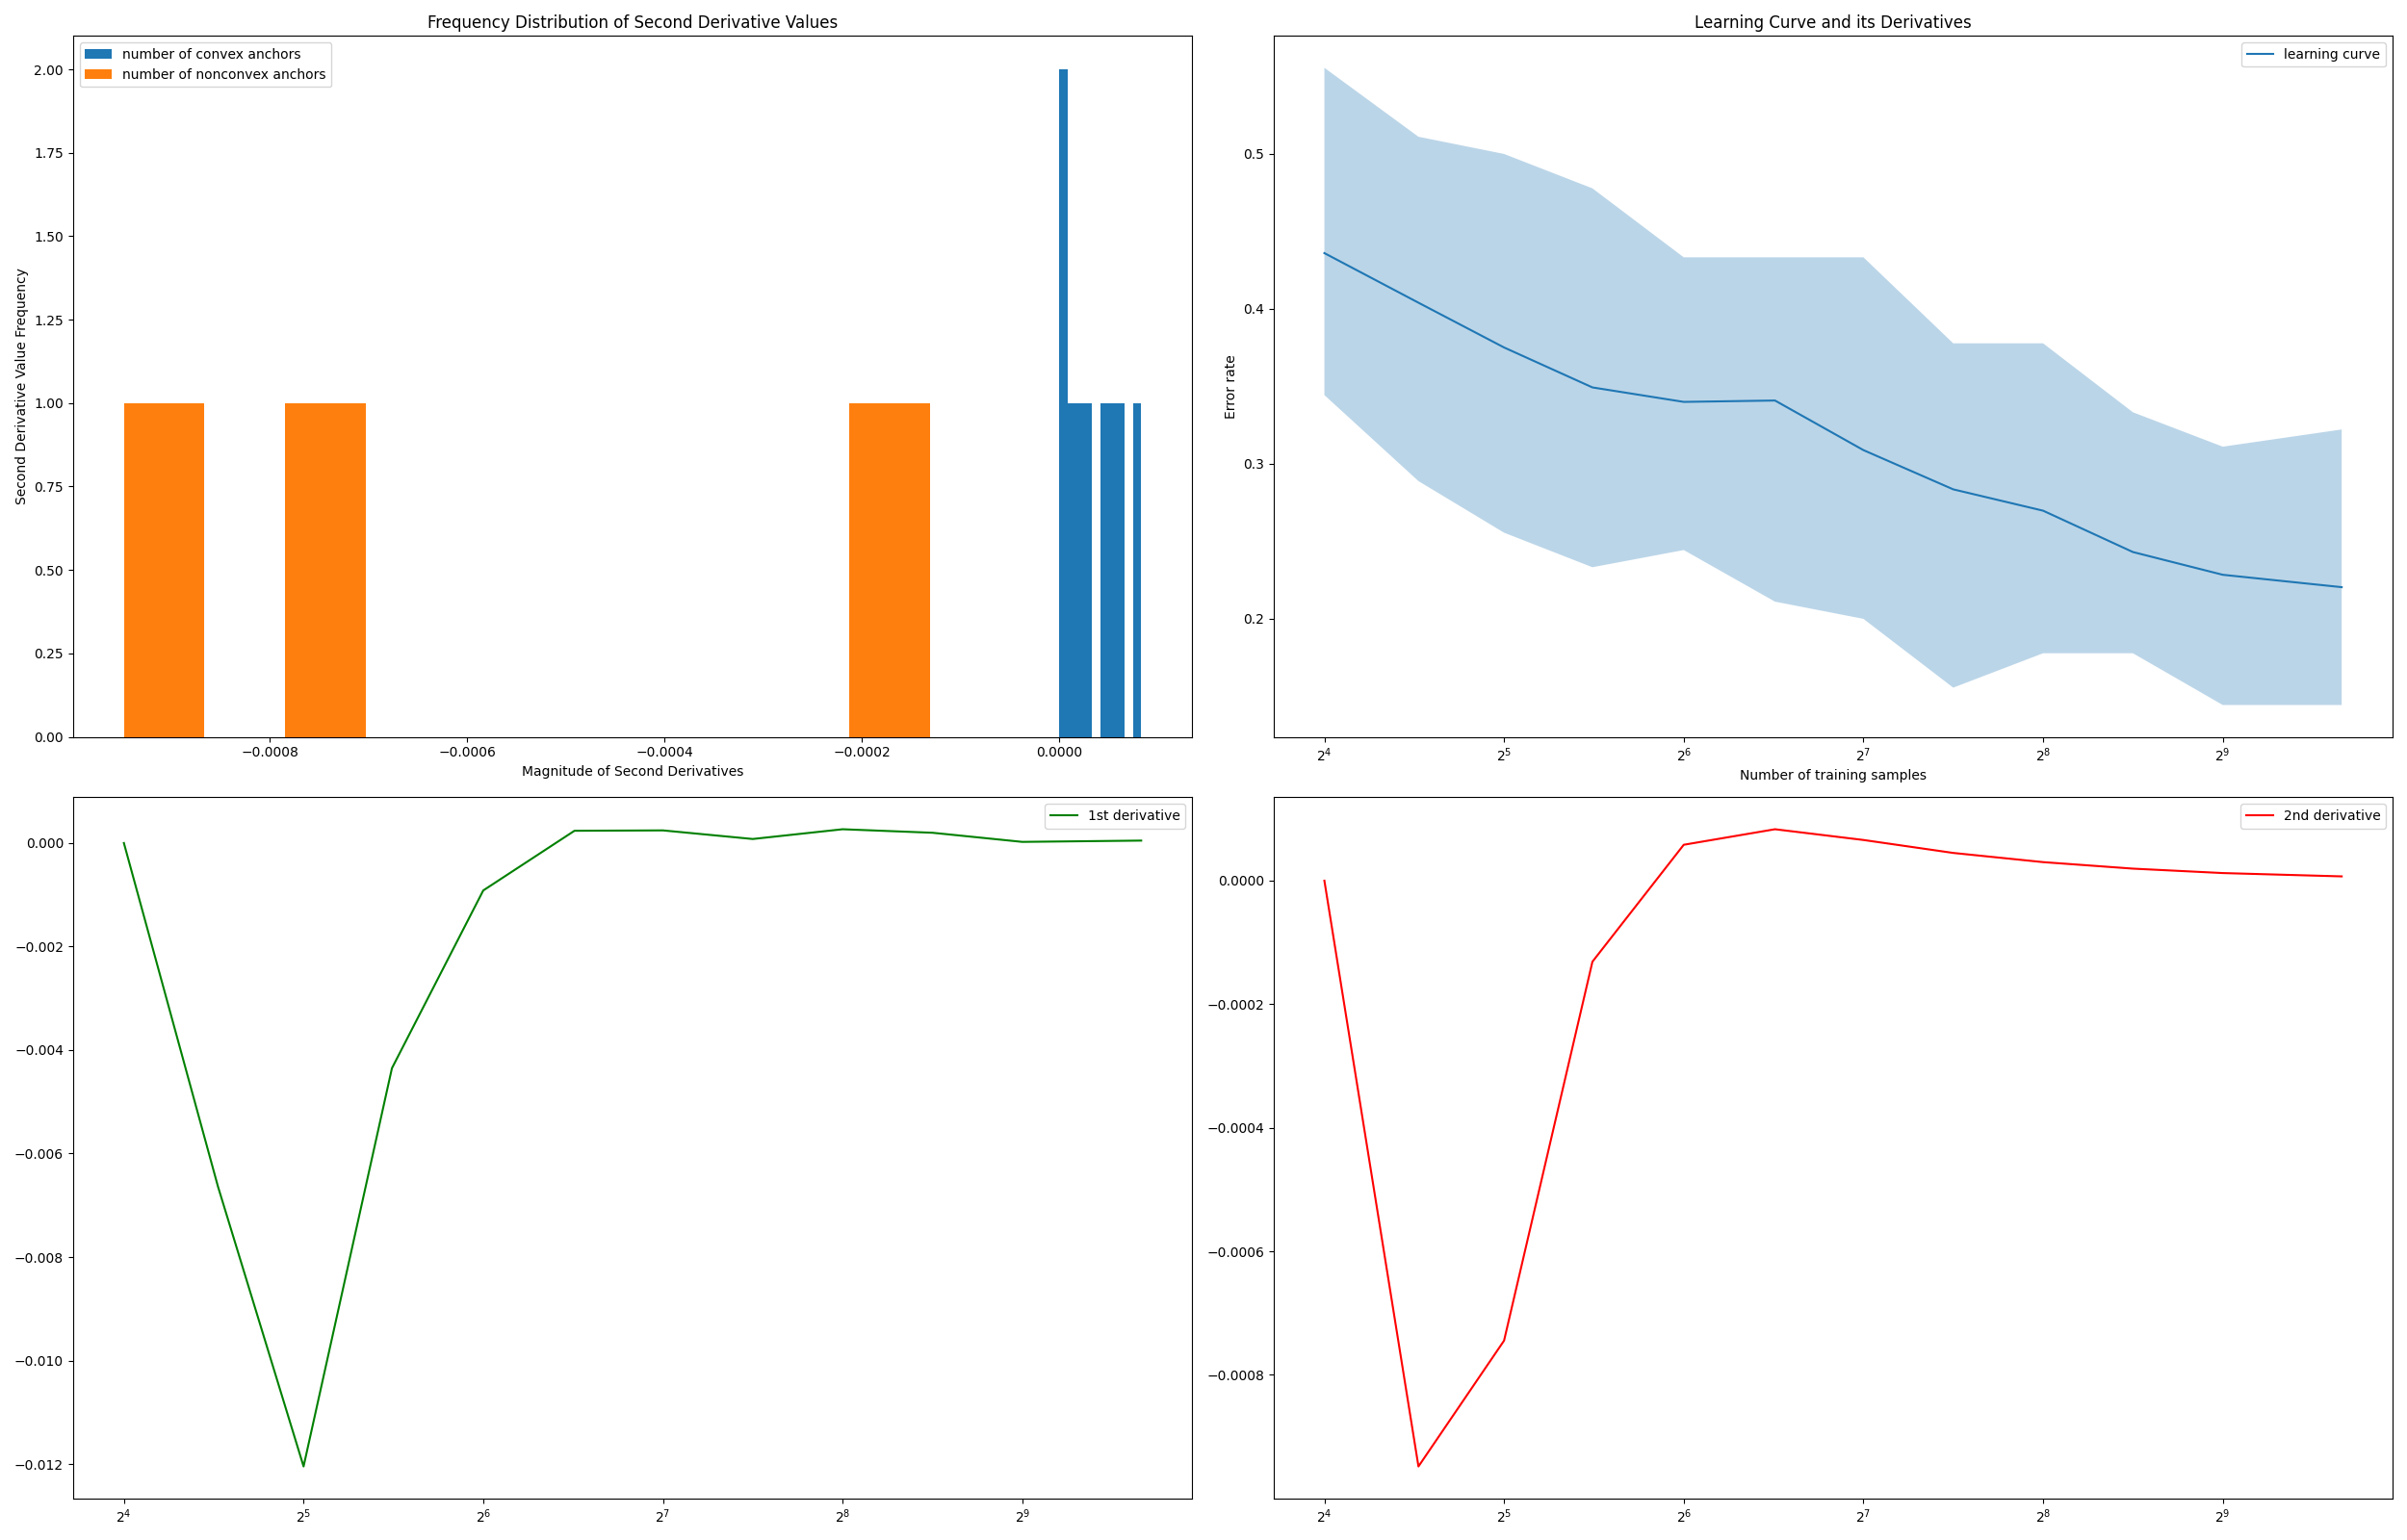 Frequency Distribution of Second Derivative Values
number of convex anchors
number of nonconvex anchors
2.00
1.75
1.50
1.25
1.00
0.75
0.50
0.25
0.00
Second Derivative Value Frequency
−0.0008 −0.0006 −0.0004 −0.0002 0.0000
Magnitude of Second Derivatives
Learning Curve and its Derivatives
learning curve
0.5
0.4
0.3
0.2
Error rate
2⁴ 2⁵ 2⁶ 2⁷ 2⁸ 2⁹
Number of training samples
1st derivative
0.000
−0.002
−0.004
−0.006
−0.008
−0.010
−0.012
2⁴ 2⁵ 2⁶ 2⁷ 2⁸ 2⁹
2nd derivative
0.0000
−0.0002
−0.0004
−0.0006
−0.0008
2⁴ 2⁵ 2⁶ 2⁷ 2⁸ 2⁹